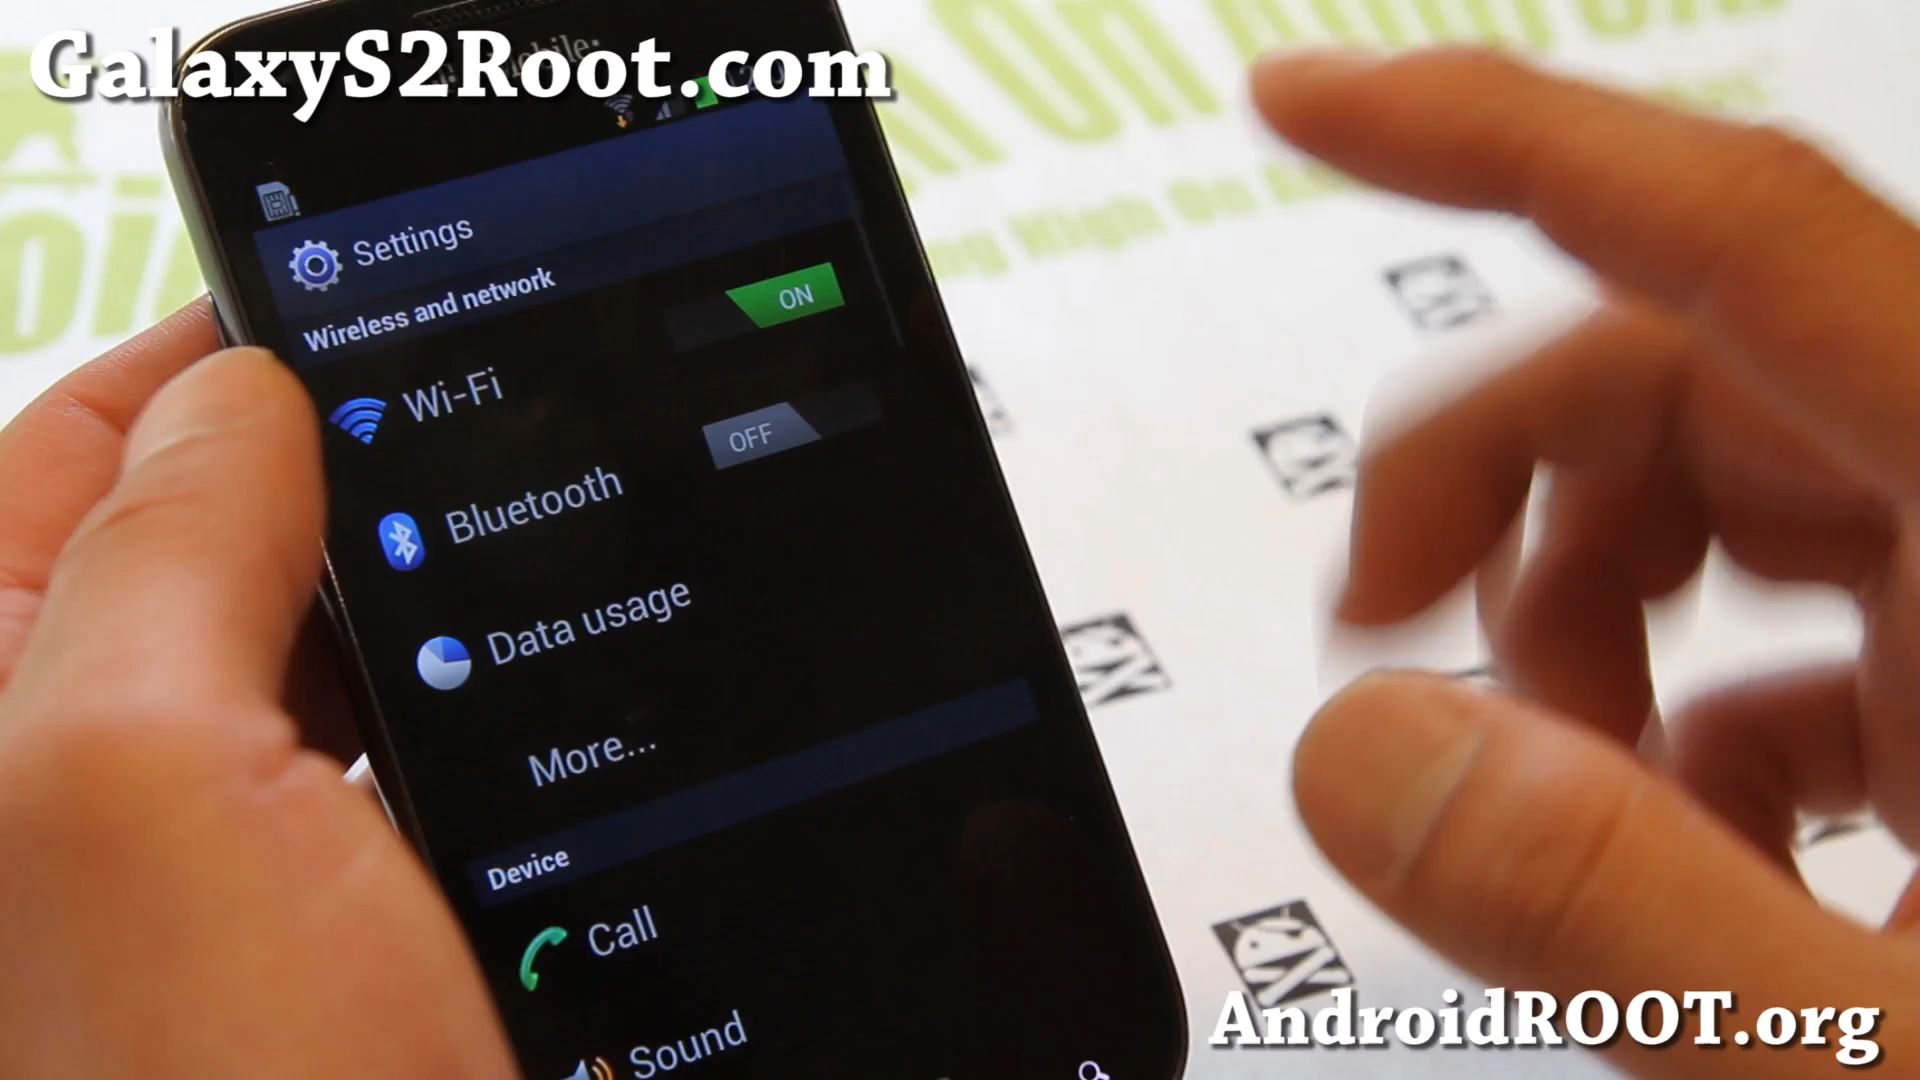 GalaxyS2Root.com
Settings
Wireless and network
Wi-Fi
ON
Bluetooth
OFF
Data usage
More...
Device
Call
Sound
AndroidROOT.org